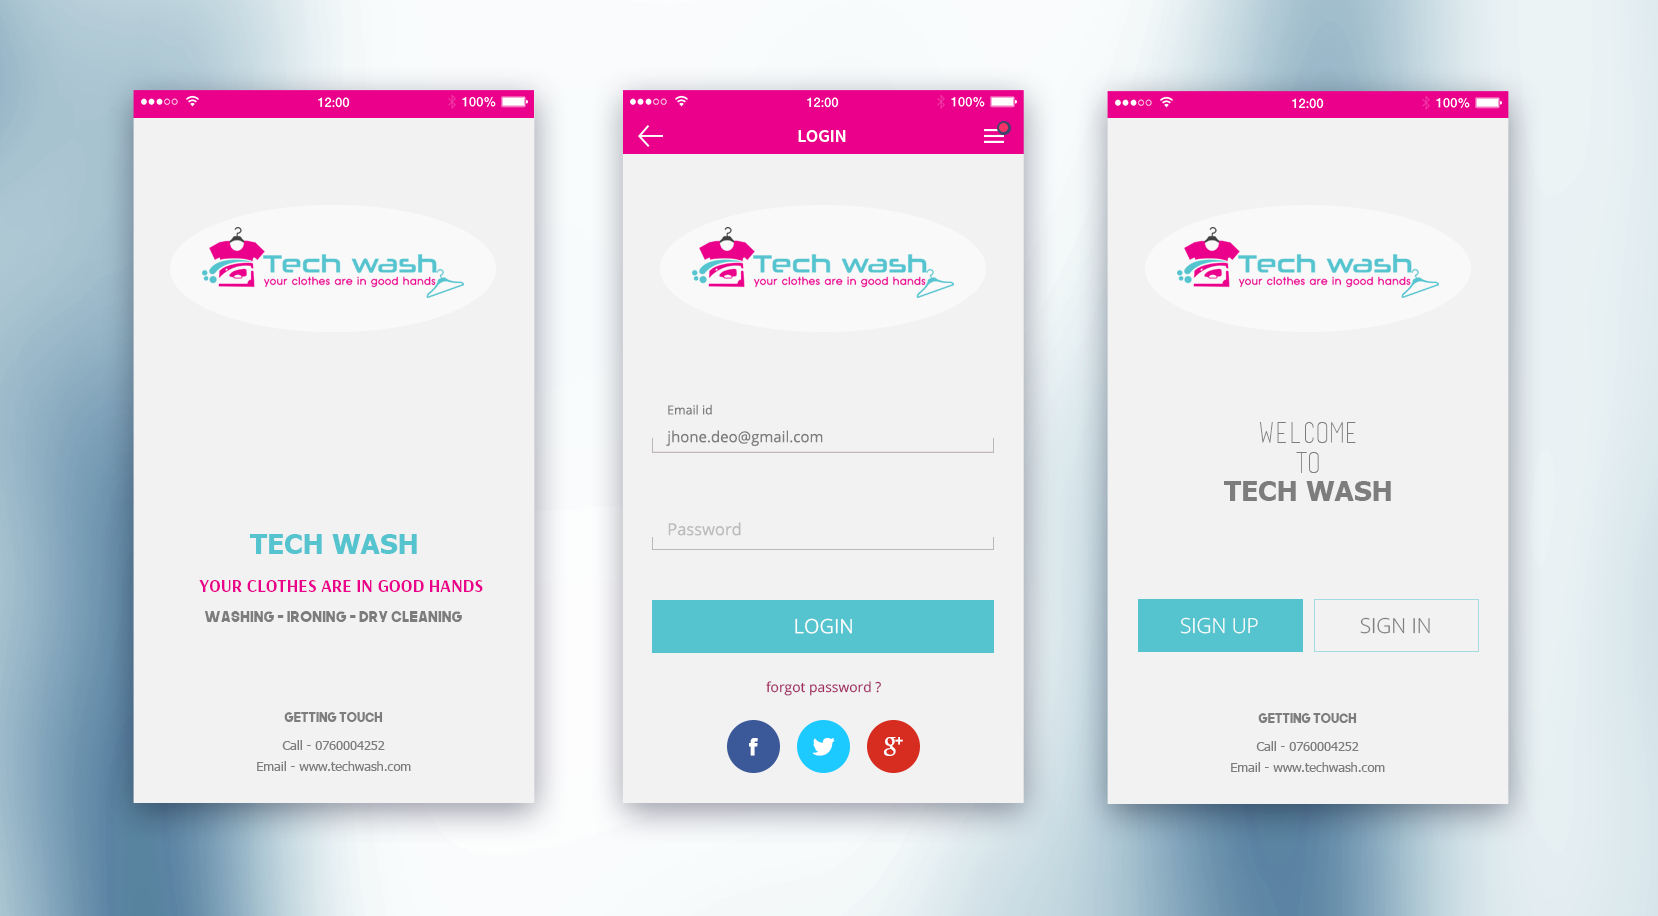 12:00
100%
Tech wash
your clothes are in good hands
TECH WASH
YOUR CLOTHES ARE IN GOOD HANDS
WASHING - IRONING - DRY CLEANING
GETTING TOUCH
Call - 0760004252
Email - www.techwash.com
12:00
100%
LOGIN
Tech wash
your clothes are in good hands
Email id
jhone.deo@gmail.com
Password
LOGIN
forgot password ?
f
g+
12:00
100%
Tech wash
your clothes are in good hands
WELCOME
TO
TECH WASH
SIGN UP
SIGN IN
GETTING TOUCH
Call - 0760004252
Email - www.techwash.com